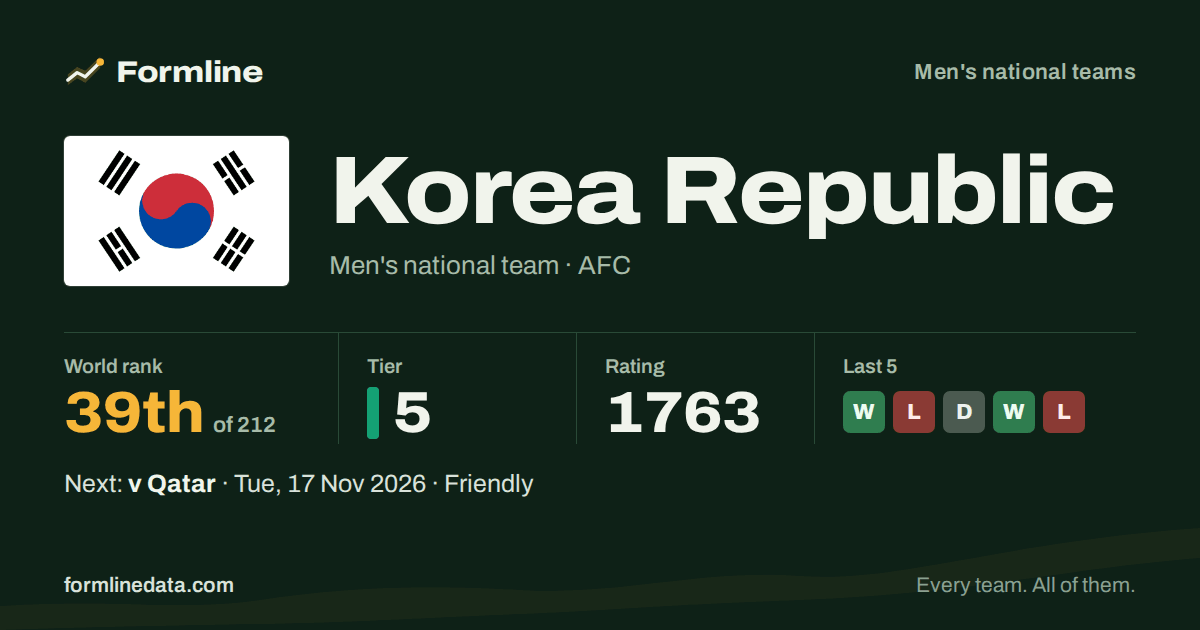 Formline
Men's national teams
Korea Republic
Men's national team · AFC
World rank
39th of 212
Tier
5
Rating
1763
Last 5
W L D W L
Next: v Qatar · Tue, 17 Nov 2026 · Friendly
formlinedata.com
Every team. All of them.